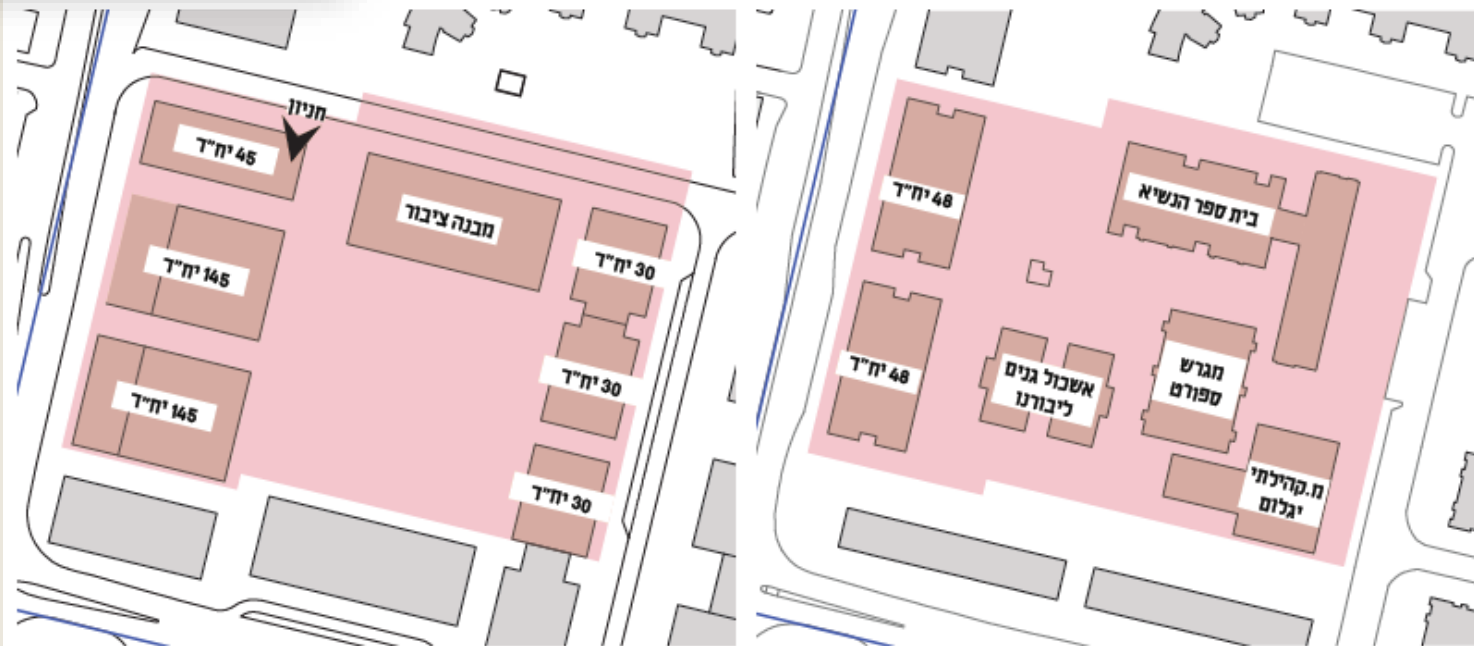 חניון
45 יח״ד
מבנה ציבור
145 יח״ד
30 יח״ד
145 יח״ד
30 יח״ד
30 יח״ד
48 יח״ד
בית ספר הנשיא
48 יח״ד
אשכול גנים
ליבורנו
מגרש
ספורט
מ.קהילתי
יגלום